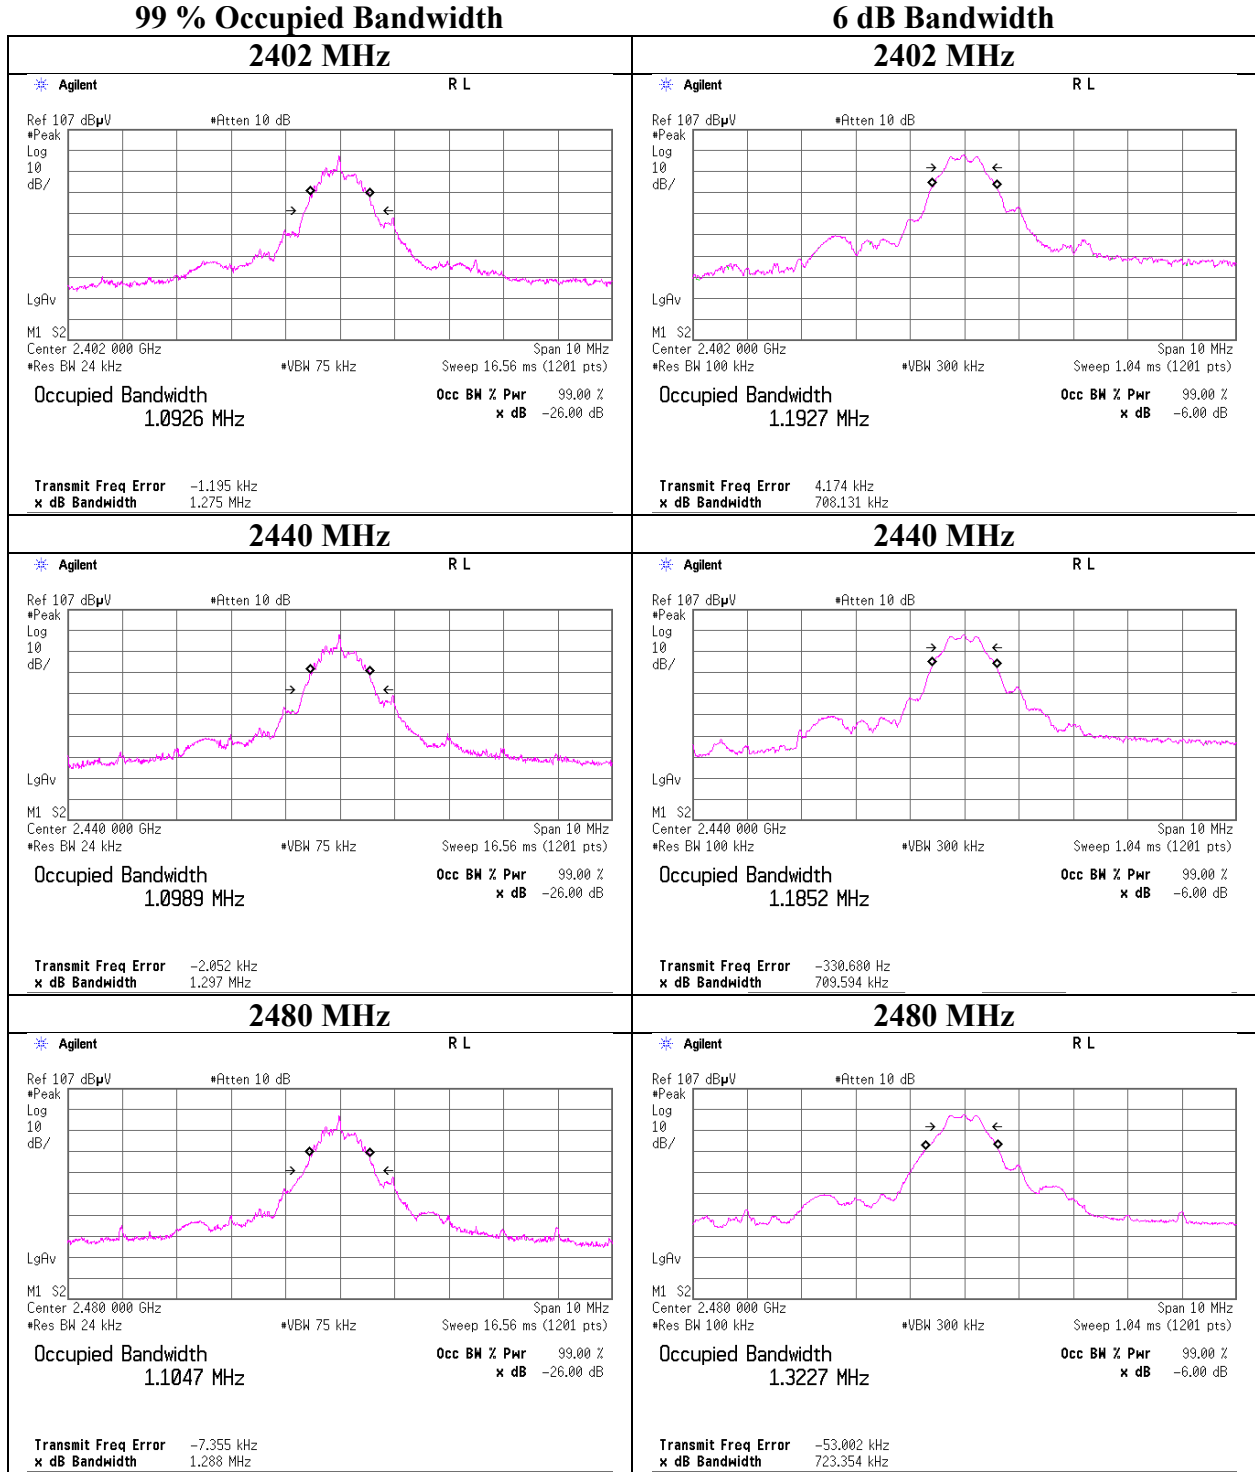 99 % Occupied Bandwidth
6 dB Bandwidth
2402 MHz
2402 MHz
Agilent
R L
Ref 107 dBµV
#Atten 10 dB
#Peak
Log
10
dB/
LgAv
M1 S2
Center 2.402 000 GHz
Span 10 MHz
#Res BW 24 kHz
#VBW 75 kHz
Sweep 16.56 ms (1201 pts)
Occupied Bandwidth
1.0926 MHz
Occ BW % Pwr
99.00 %
x dB
-26.00 dB
Transmit Freq Error
-1.195 kHz
x dB Bandwidth
1.275 MHz
Agilent
R L
Ref 107 dBµV
#Atten 10 dB
#Peak
Log
10
dB/
LgAv
M1 S2
Center 2.402 000 GHz
Span 10 MHz
#Res BW 100 kHz
#VBW 300 kHz
Sweep 1.04 ms (1201 pts)
Occupied Bandwidth
1.1927 MHz
Occ BW % Pwr
99.00 %
x dB
-6.00 dB
Transmit Freq Error
4.174 kHz
x dB Bandwidth
708.131 kHz
2440 MHz
2440 MHz
Agilent
R L
Ref 107 dBµV
#Atten 10 dB
#Peak
Log
10
dB/
LgAv
M1 S2
Center 2.440 000 GHz
Span 10 MHz
#Res BW 24 kHz
#VBW 75 kHz
Sweep 16.56 ms (1201 pts)
Occupied Bandwidth
1.0989 MHz
Occ BW % Pwr
99.00 %
x dB
-26.00 dB
Transmit Freq Error
-2.052 kHz
x dB Bandwidth
1.297 MHz
Agilent
R L
Ref 107 dBµV
#Atten 10 dB
#Peak
Log
10
dB/
LgAv
M1 S2
Center 2.440 000 GHz
Span 10 MHz
#Res BW 100 kHz
#VBW 300 kHz
Sweep 1.04 ms (1201 pts)
Occupied Bandwidth
1.1852 MHz
Occ BW % Pwr
99.00 %
x dB
-6.00 dB
Transmit Freq Error
-330.680 Hz
x dB Bandwidth
709.594 kHz
2480 MHz
2480 MHz
Agilent
R L
Ref 107 dBµV
#Atten 10 dB
#Peak
Log
10
dB/
LgAv
M1 S2
Center 2.480 000 GHz
Span 10 MHz
#Res BW 24 kHz
#VBW 75 kHz
Sweep 16.56 ms (1201 pts)
Occupied Bandwidth
1.1047 MHz
Occ BW % Pwr
99.00 %
x dB
-26.00 dB
Transmit Freq Error
-7.355 kHz
x dB Bandwidth
1.288 MHz
Agilent
R L
Ref 107 dBµV
#Atten 10 dB
#Peak
Log
10
dB/
LgAv
M1 S2
Center 2.480 000 GHz
Span 10 MHz
#Res BW 100 kHz
#VBW 300 kHz
Sweep 1.04 ms (1201 pts)
Occupied Bandwidth
1.3227 MHz
Occ BW % Pwr
99.00 %
x dB
-6.00 dB
Transmit Freq Error
-53.002 kHz
x dB Bandwidth
723.354 kHz